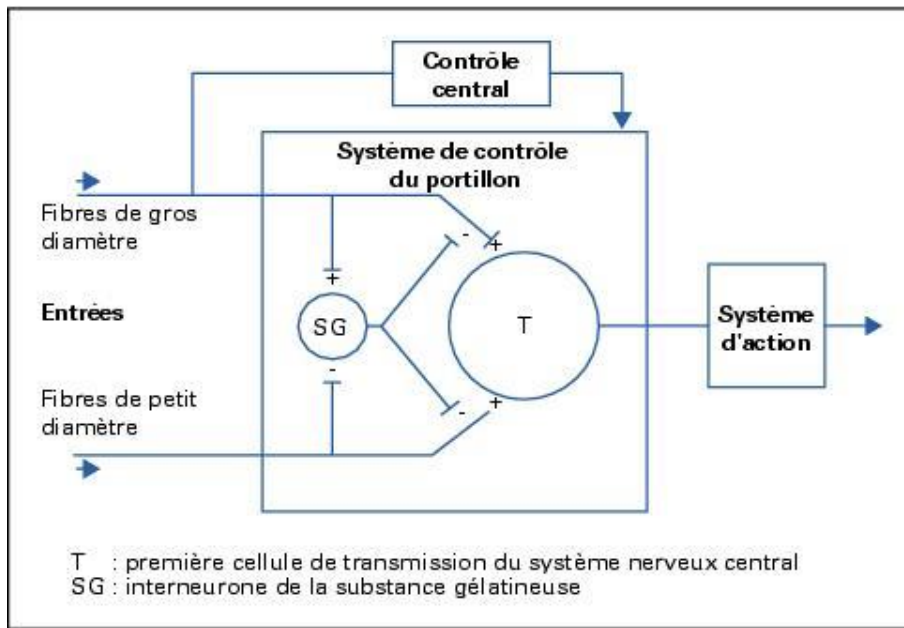 Contrôle
central
Système de contrôle
du portillon
Fibres de gros
diamètre
- +
+
Entrées
SG
T
Système
d'action
-
Fibres de petit
diamètre
- +
T : première cellule de transmission du système nerveux central
SG : interneurone de la substance gélatineuse